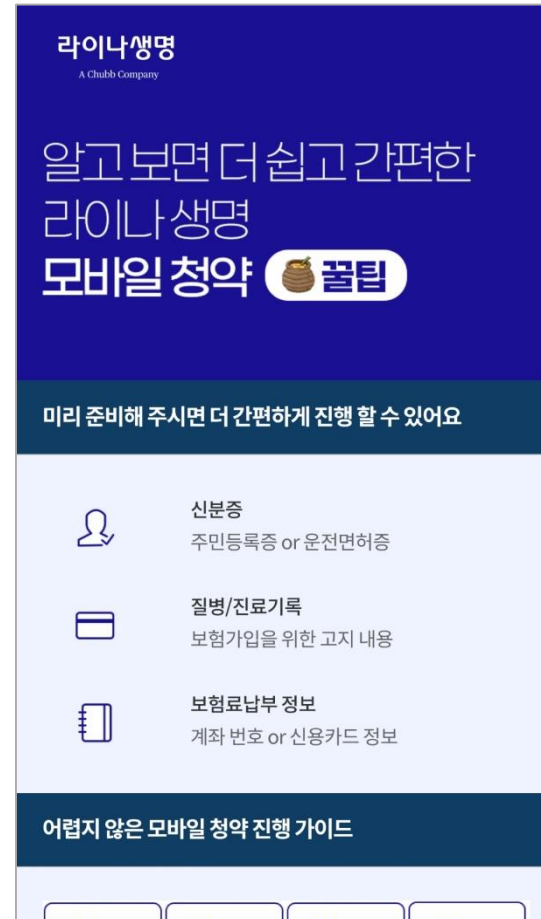 라이나생명
A Chubb Company
알고 보면 더 쉽고 간편한
라이나 생명
모바일 청약 꿀팁
미리 준비해 주시면 더 간편하게 진행 할 수 있어요
신분증
주민등록증 or 운전면허증
질병/진료기록
보험가입을 위한 고지 내용
보험료납부 정보
계좌 번호 or 신용카드 정보
어렵지 않은 모바일 청약 진행 가이드